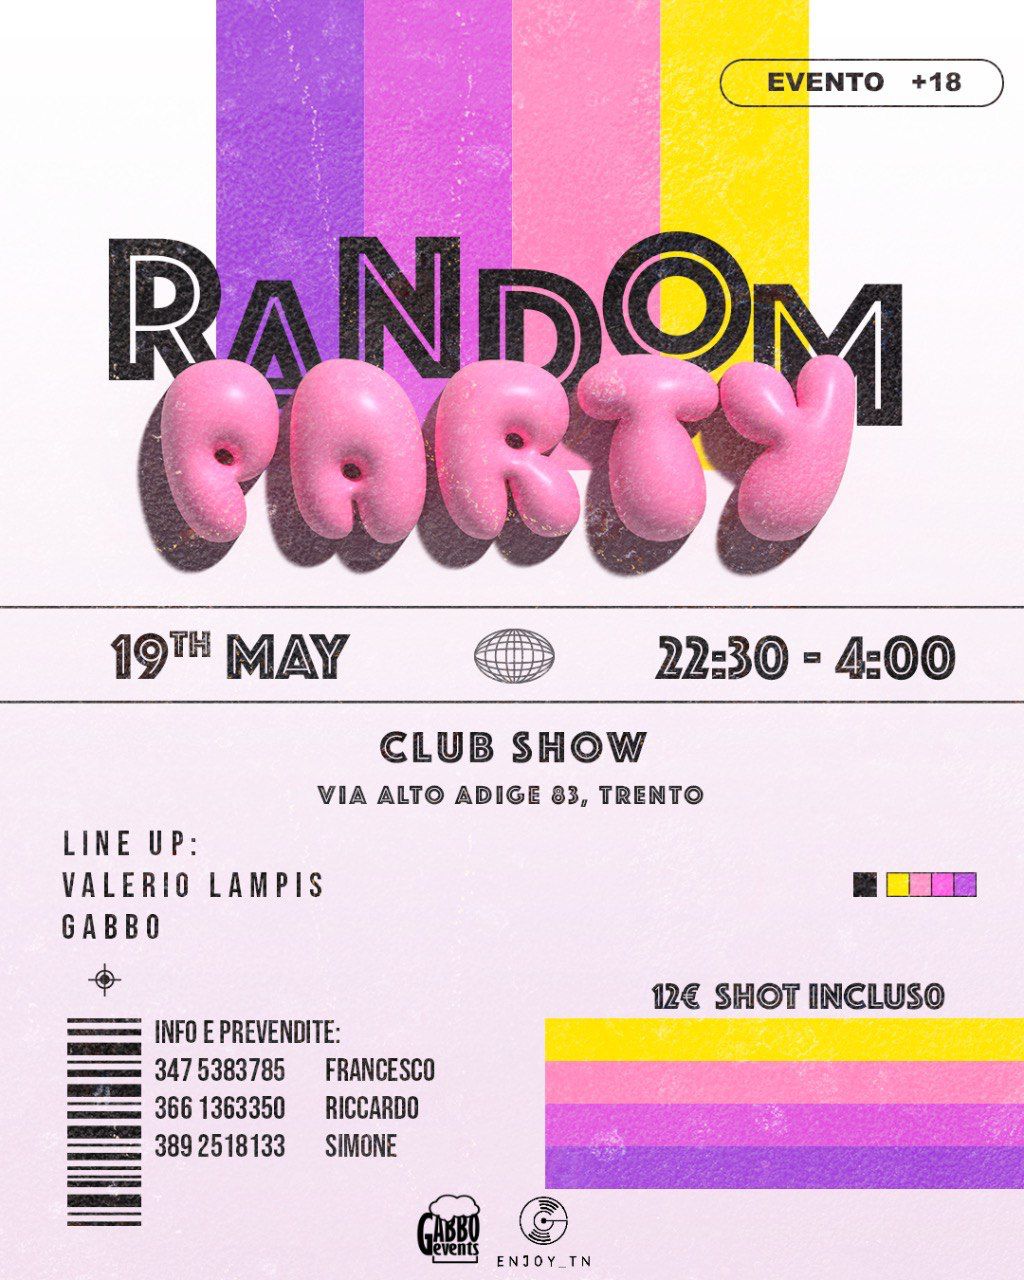 EVENTO +18
RANDOM
PARTY
19TH MAY
22:30 - 4:00
CLUB SHOW
VIA ALTO ADIGE 83, TRENTO
LINE UP:
VALERIO LAMPIS
GABBO
12€ SHOT INCLUSO
INFO E PREVENDITE:
347 5383785 FRANCESCO
366 1363350 RICCARDO
389 2518133 SIMONE
GABBO
events
ENJOY_TN